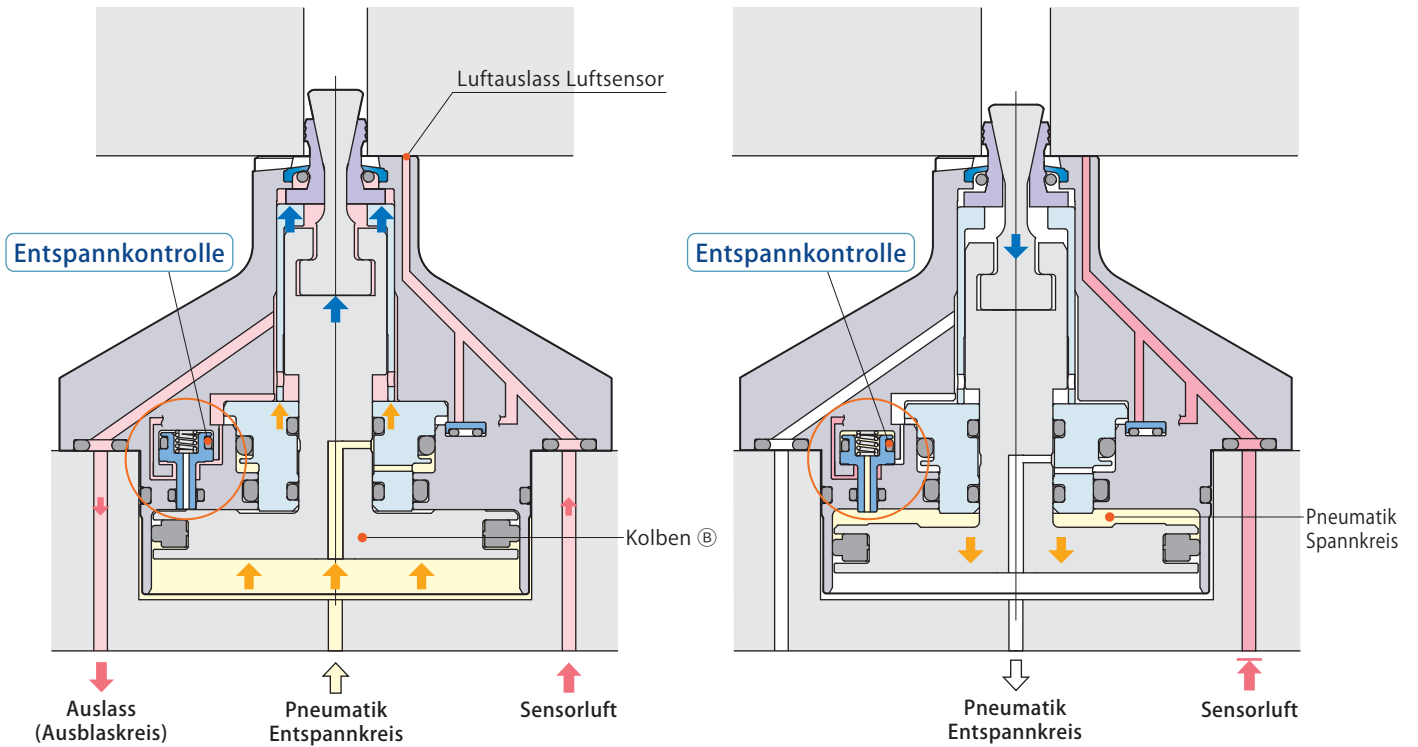 Luftauslass Luftsensor
Entspannkontrolle
Kolben Ⓑ
Auslass
(Ausblaskreis)
Pneumatik
Entspannkreis
Sensorluft
Entspannkontrolle
Pneumatik
Spannkreis
Pneumatik
Entspannkreis
Sensorluft